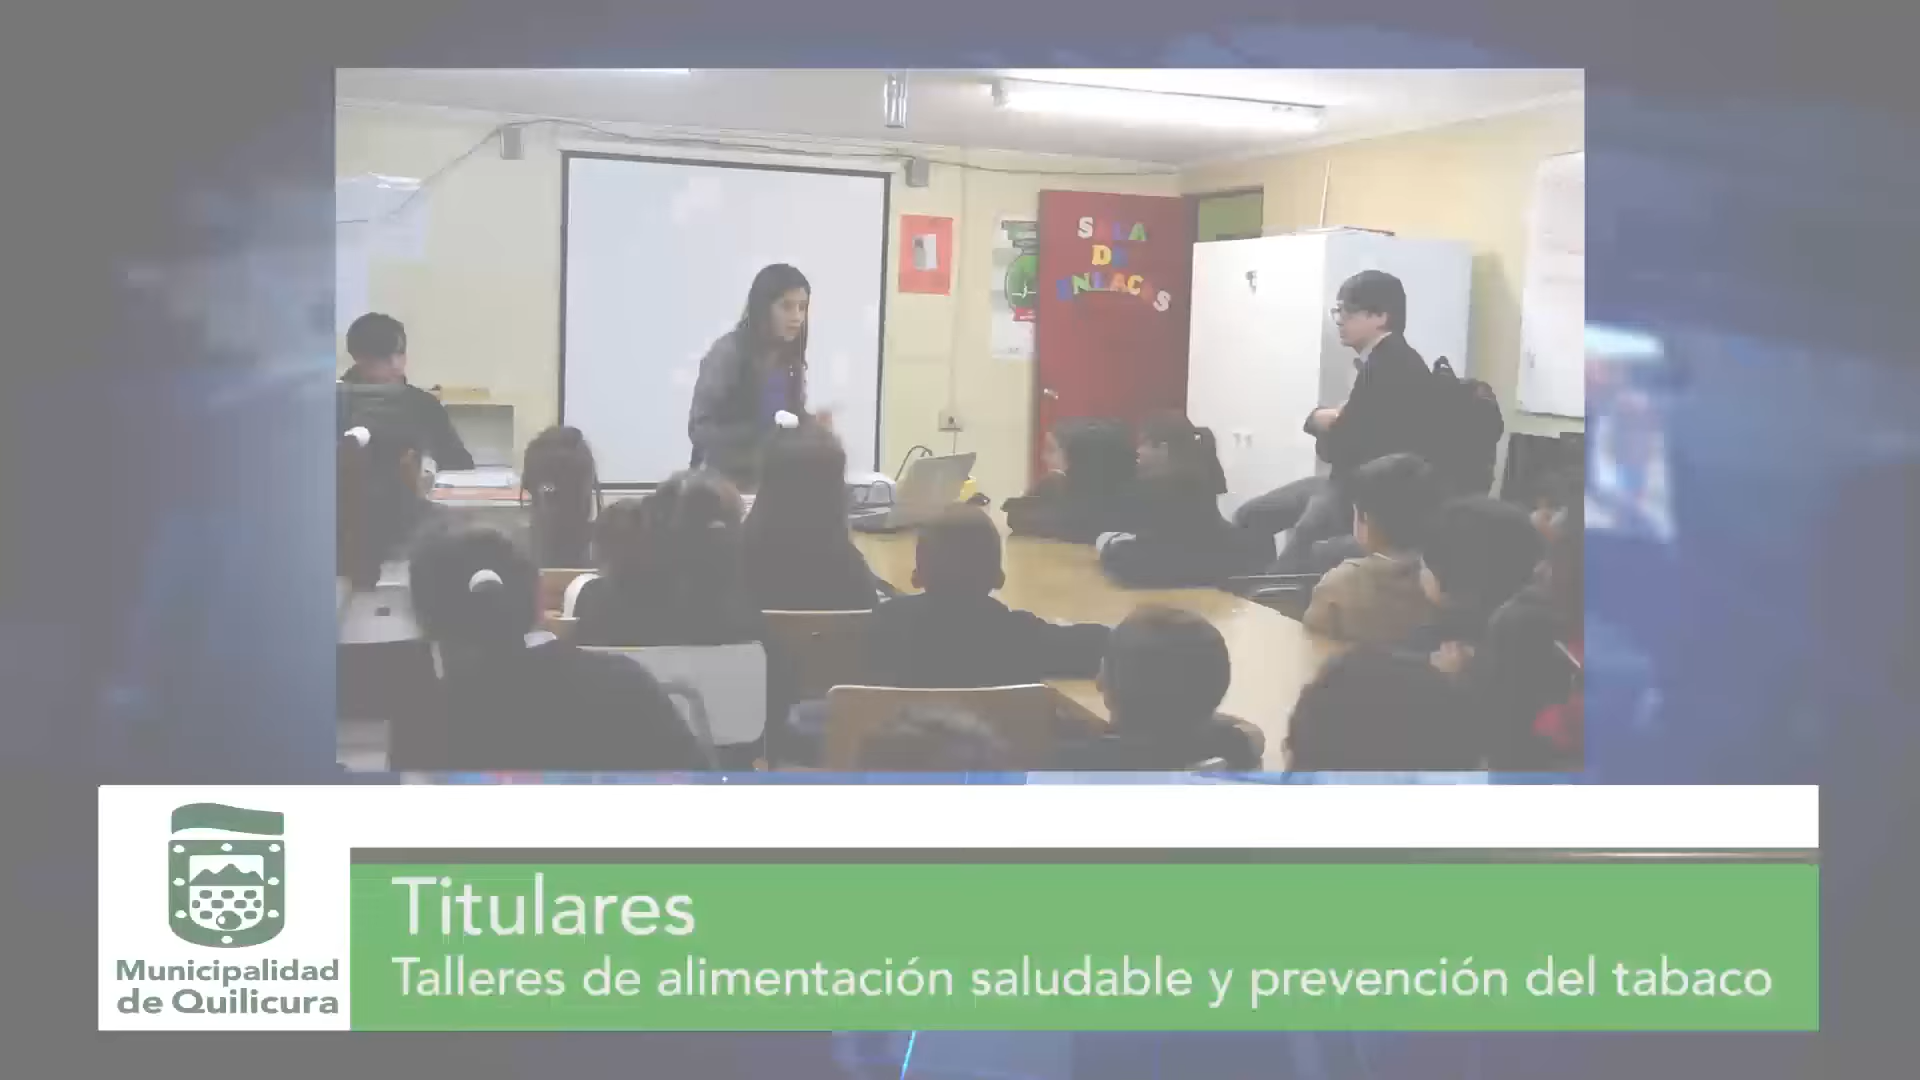 SALA
DE
ENLACES
Titulares
Talleres de alimentación saludable y prevención del tabaco
Municipalidad
de Quilicura